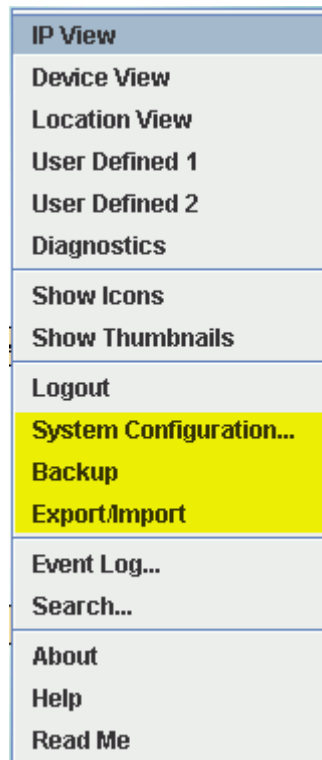 IP View
Device View
Location View
User Defined 1
User Defined 2
Diagnostics
Show Icons
Show Thumbnails
Logout
System Configuration...
Backup
Export/Import
Event Log...
Search...
About
Help
Read Me